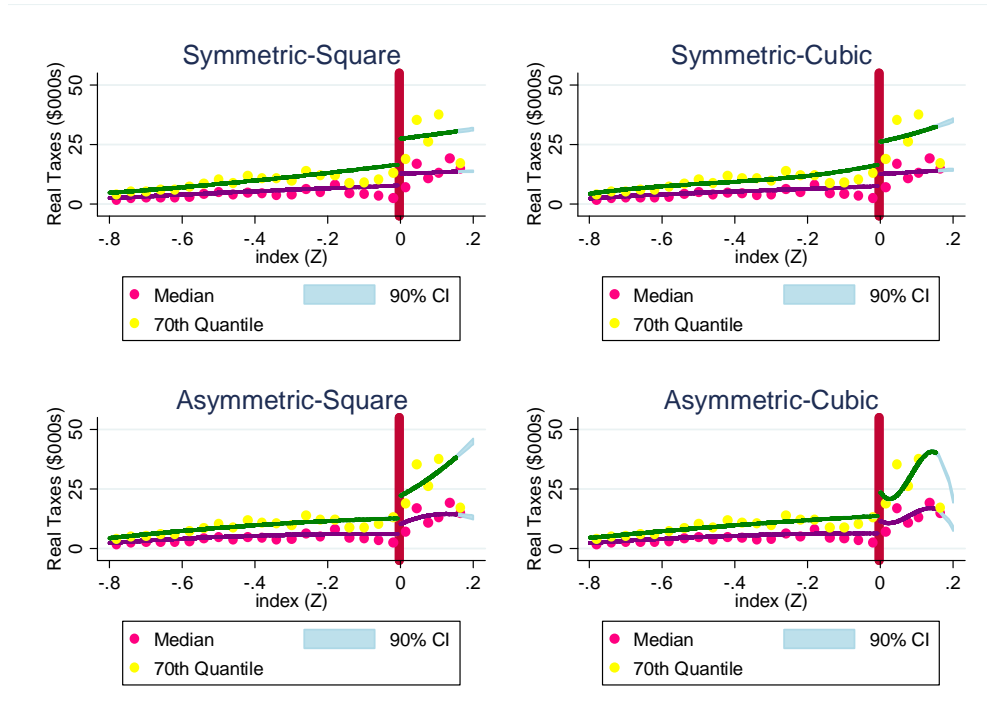 Symmetric-Square
Real Taxes ($000s)
50
25
0
-.8 -.6 -.4 -.2 0 .2
index (Z)
Median 90% CI
70th Quantile
Symmetric-Cubic
Real Taxes ($000s)
50
25
0
-.8 -.6 -.4 -.2 0 .2
index (Z)
Median 90% CI
70th Quantile
Asymmetric-Square
Real Taxes ($000s)
50
25
0
-.8 -.6 -.4 -.2 0 .2
index (Z)
Median 90% CI
70th Quantile
Asymmetric-Cubic
Real Taxes ($000s)
50
25
0
-.8 -.6 -.4 -.2 0 .2
index (Z)
Median 90% CI
70th Quantile